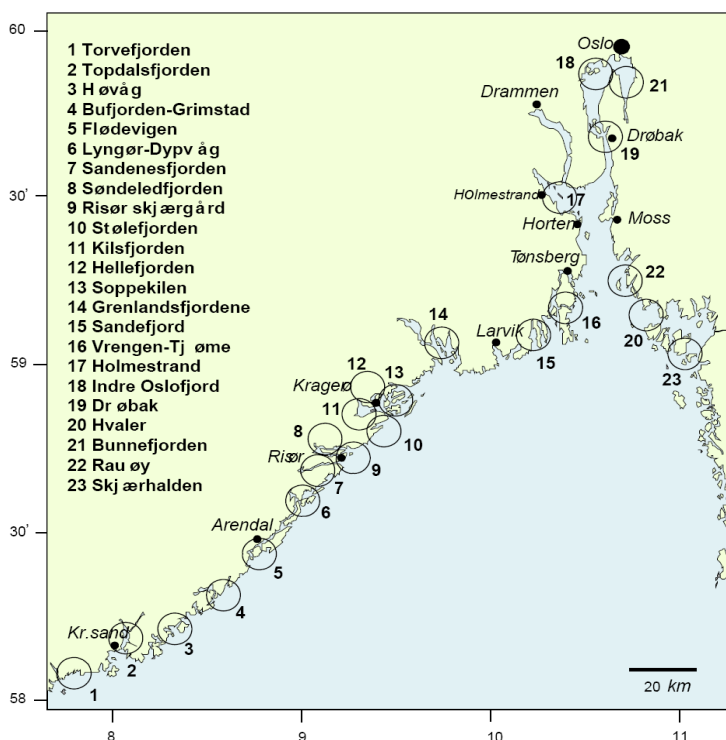 60
30'
59
30'
58
8
9
10
11
1 Torvefjorden
2 Topdalsfjorden
3 Høvåg
4 Bufjorden-Grimstad
5 Flødevigen
6 Lyngør-Dypv åg
7 Sandenesfjorden
8 Søndeledfjorden
9 Risør skjærgård
10 Stølefjorden
11 Kilsfjorden
12 Hellefjorden
13 Soppekilen
14 Grenlandsfjordene
15 Sandefjord
16 Vrengen-Tj øme
17 Holmestrand
18 Indre Oslofjord
19 Dr øbak
20 Hvaler
21 Bunnefjorden
22 Rau øy
23 Skj ærhalden
Oslo
18
21
Drammen
Drøbak
19
Holmestrand
17
Horten
Moss
Tønsberg
22
16
20
14
Larvik
15
23
12
13
Kragerø
11
10
8
Risør
9
7
6
Arendal
5
4
Kr.sand
3
2
1
20 km